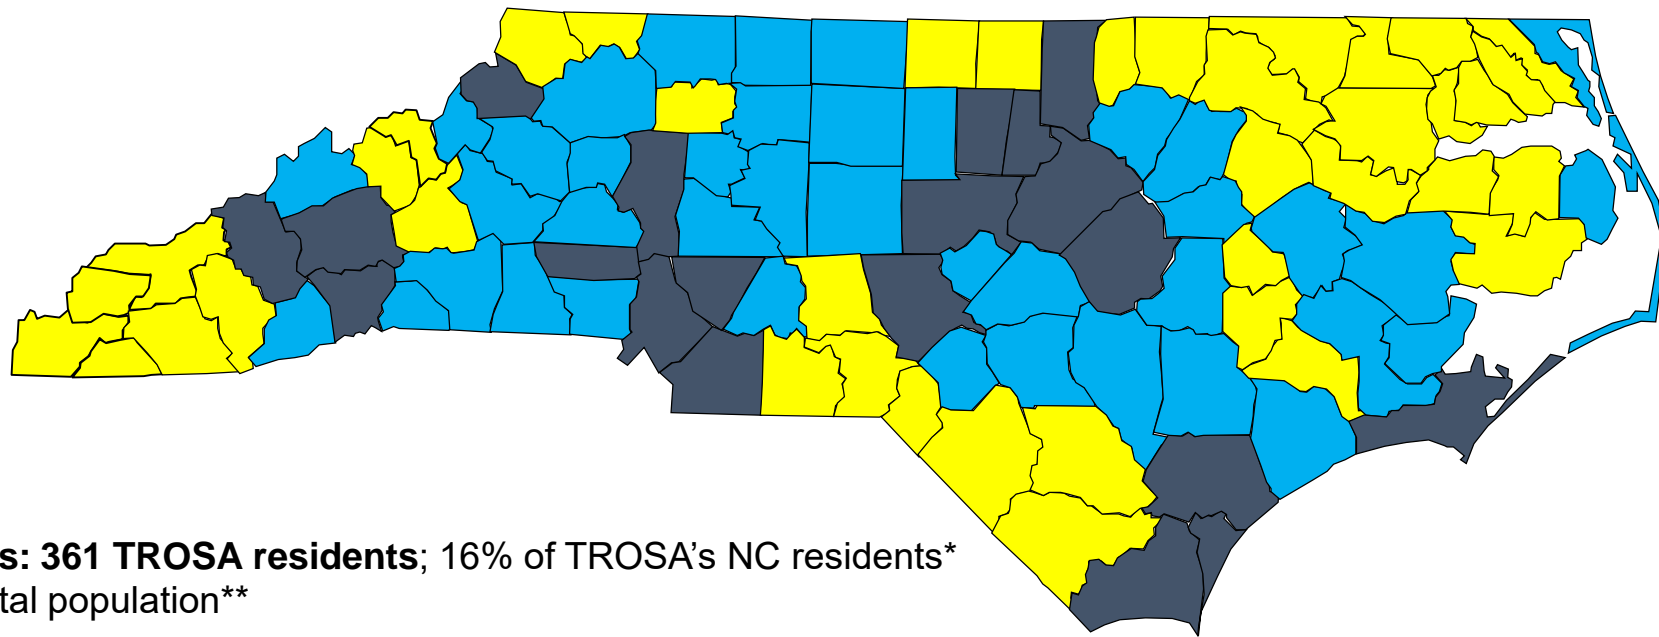 s: 361 TROSA residents; 16% of TROSA’s NC residents*
tal population**